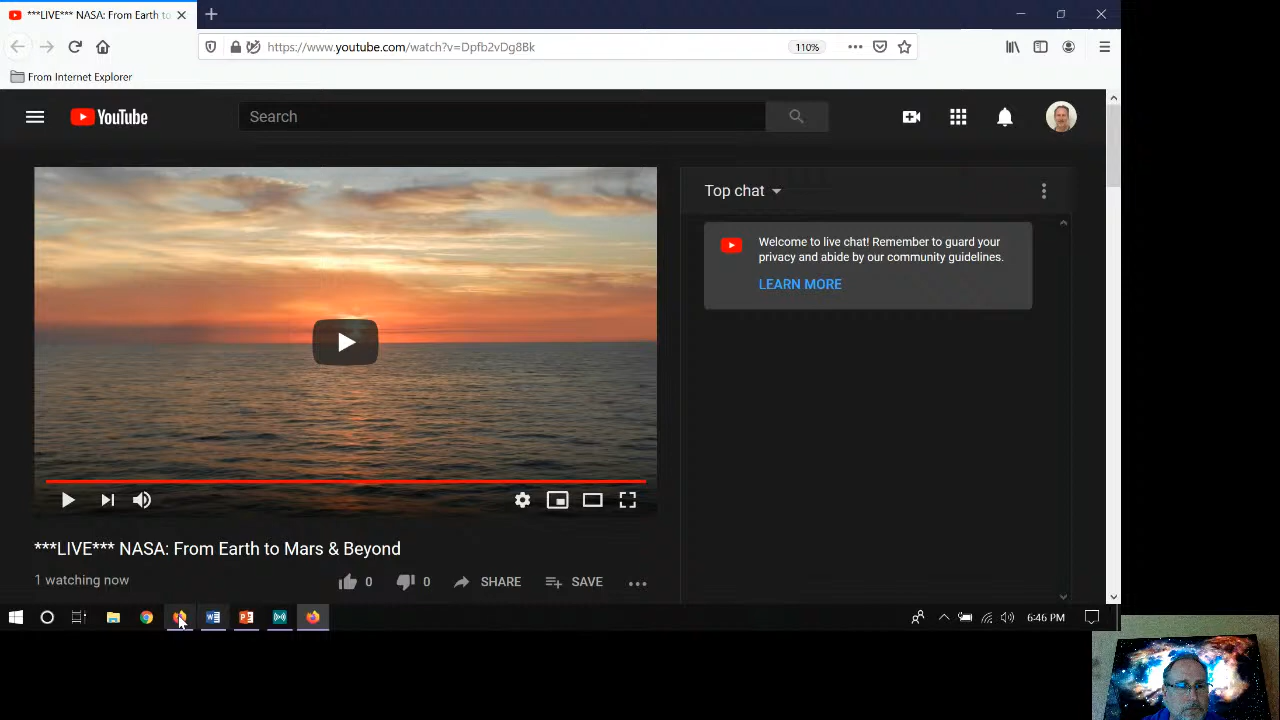 ***LIVE*** NASA: From Earth to
https://www.youtube.com/watch?v=Dpfb2vDg8Bk
110%
From Internet Explorer
YouTube
Search
Top chat
Welcome to live chat! Remember to guard your
privacy and abide by our community guidelines.
LEARN MORE
***LIVE*** NASA: From Earth to Mars & Beyond
1 watching now
0
0
SHARE
SAVE
6:46 PM